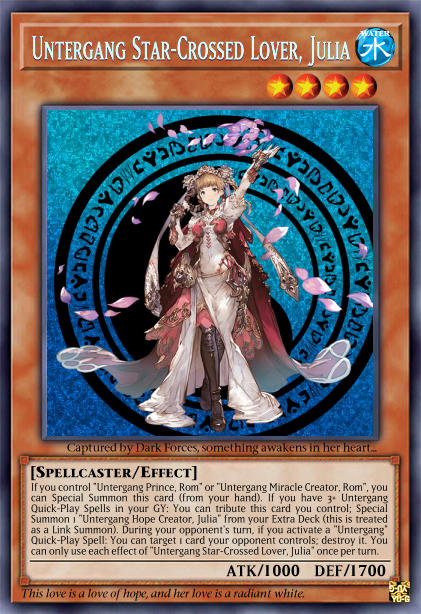 Untergang Star-Crossed Lover, Julia
WATER
水
Captured by Dark Forces, something awakens in her heart...
[Spellcaster/Effect]
If you control "Untergang Prince, Rom" or "Untergang Miracle Creator, Rom", you
can Special Summon this card (from your hand). If you have 3+ Untergang
Quick-Play Spells in your GY: You can tribute this card you control; Special
Summon 1 "Untergang Hope Creator, Julia" from your Extra Deck (this is treated
as a Link Summon). During your opponent's turn, if you activate a "Untergang"
Quick-Play Spell: You can target 1 card your opponent controls; destroy it. You
can only use each effect of "Untergang Star-Crossed Lover, Julia" once per turn.
ATK/1000 DEF/1700
This love is a love of hope, and her love is a radiant white.